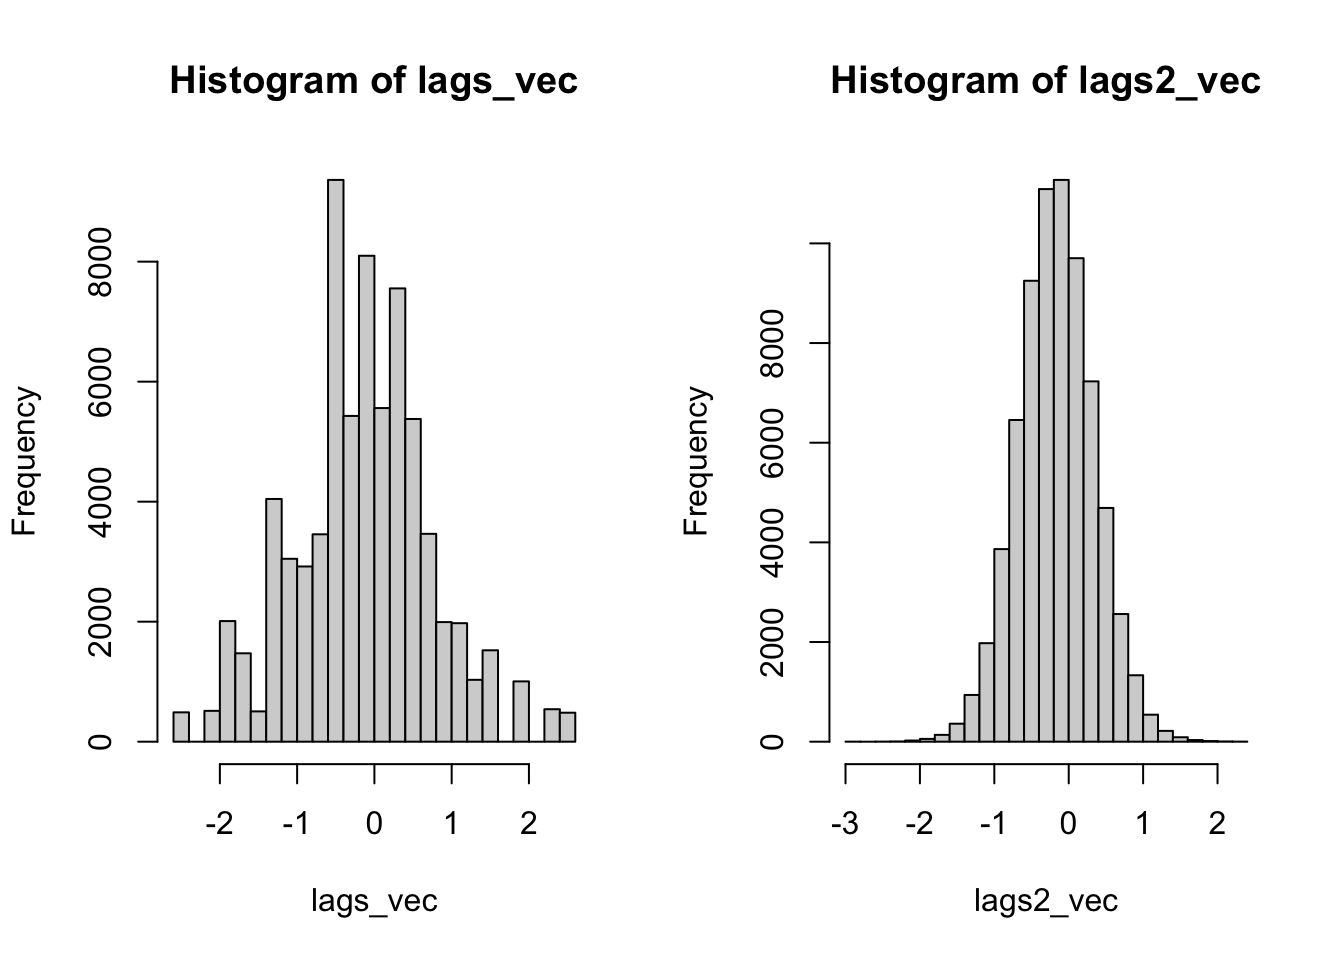 Histogram of lags_vec
Frequency
0 2000 4000 6000 8000
-2 -1 0 1 2
lags_vec
Histogram of lags2_vec
Frequency
0 2000 4000 6000 8000
-3 -2 -1 0 1 2
lags2_vec